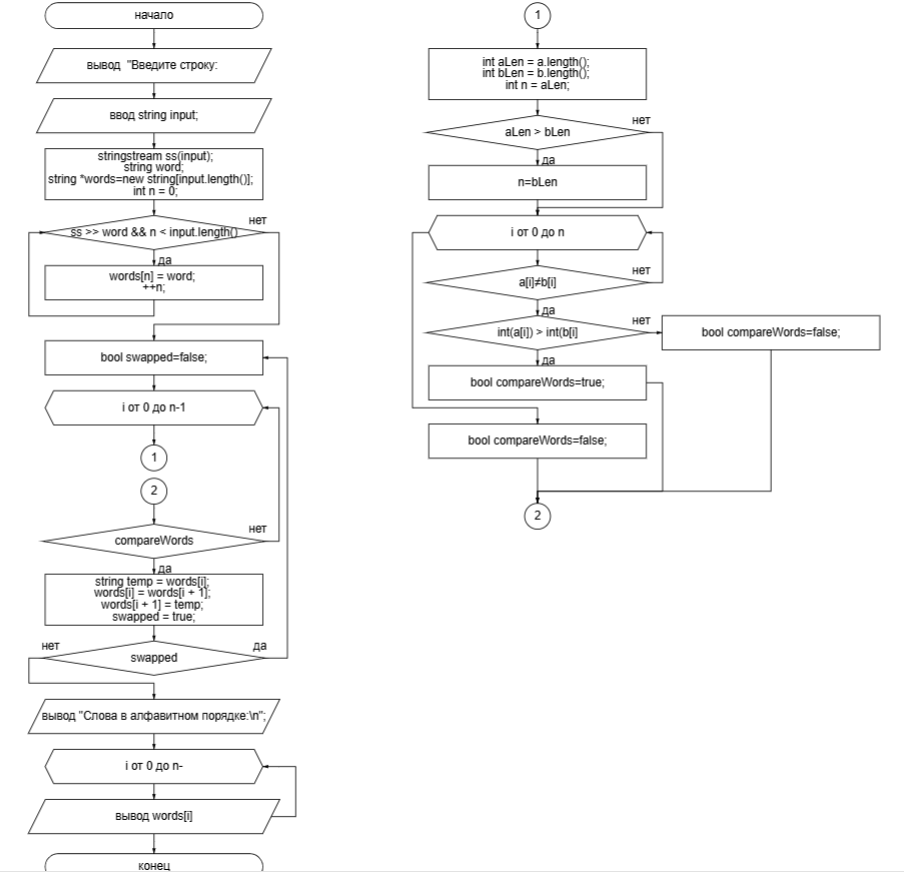 начало
вывод "Введите строку:
ввод string input;
stringstream ss(input);
string word;
string *words=new string[input.length()];
int n = 0;
нет
ss >> word && n < input.length()
да
words[n] = word;
++n;
bool swapped=false;
i от 0 до n-1
1
2
нет
compareWords
да
string temp = words[i];
words[i] = words[i + 1];
words[i + 1] = temp;
swapped = true;
нет
да
swapped
вывод "Слова в алфавитном порядке:\n";
i от 0 до n-
вывод words[i]
конец
1
int aLen = a.length();
int bLen = b.length();
int n = aLen;
нет
aLen > bLen
да
n=bLen
i от 0 до n
нет
a[i]≠b[i]
да
нет
int(a[i]) > int(b[i]
bool compareWords=false;
да
bool compareWords=true;
bool compareWords=false;
2